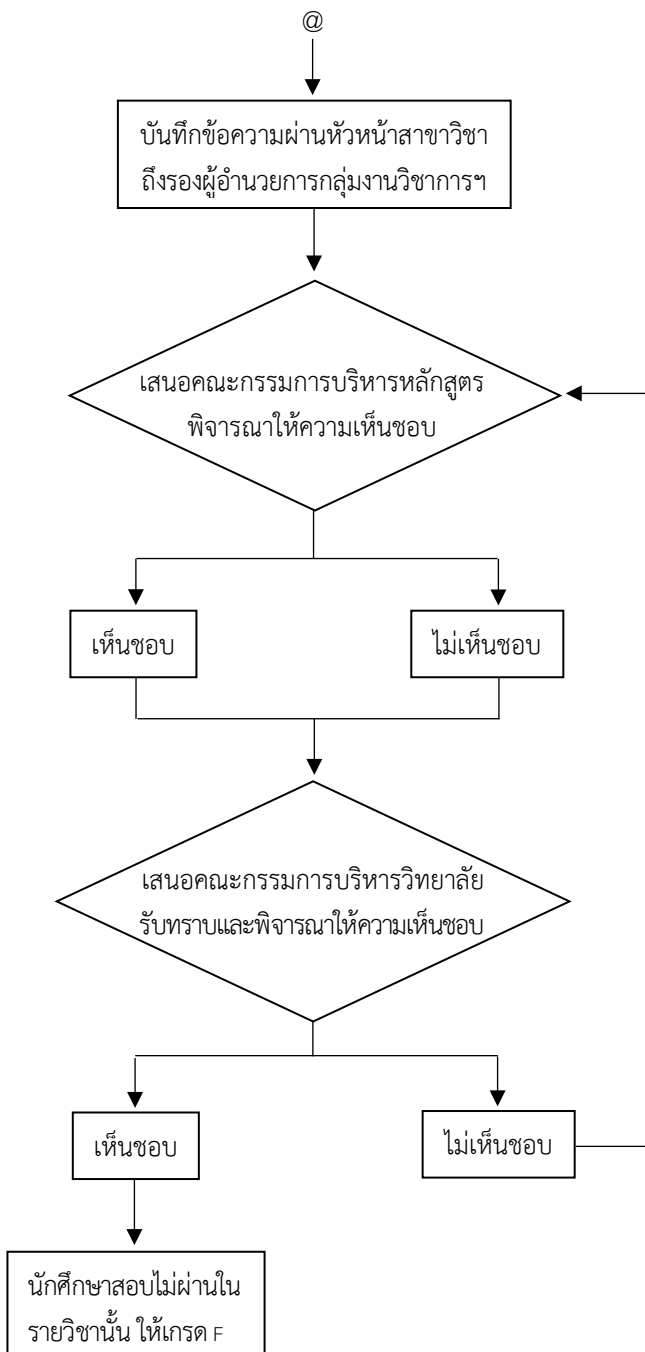 @
บันทึกข้อความผ่านหัวหน้าสาขาวิชา
ถึงรองผู้อำนวยการกลุ่มงานวิชาการฯ
เสนอคณะกรรมการบริหารหลักสูตร
พิจารณาให้ความเห็นชอบ
เห็นชอบ
ไม่เห็นชอบ
เสนอคณะกรรมการบริหารวิทยาลัย
รับทราบและพิจารณาให้ความเห็นชอบ
เห็นชอบ
ไม่เห็นชอบ
นักศึกษาสอบไม่ผ่านใน
รายวิชานั้น ให้เกรด F